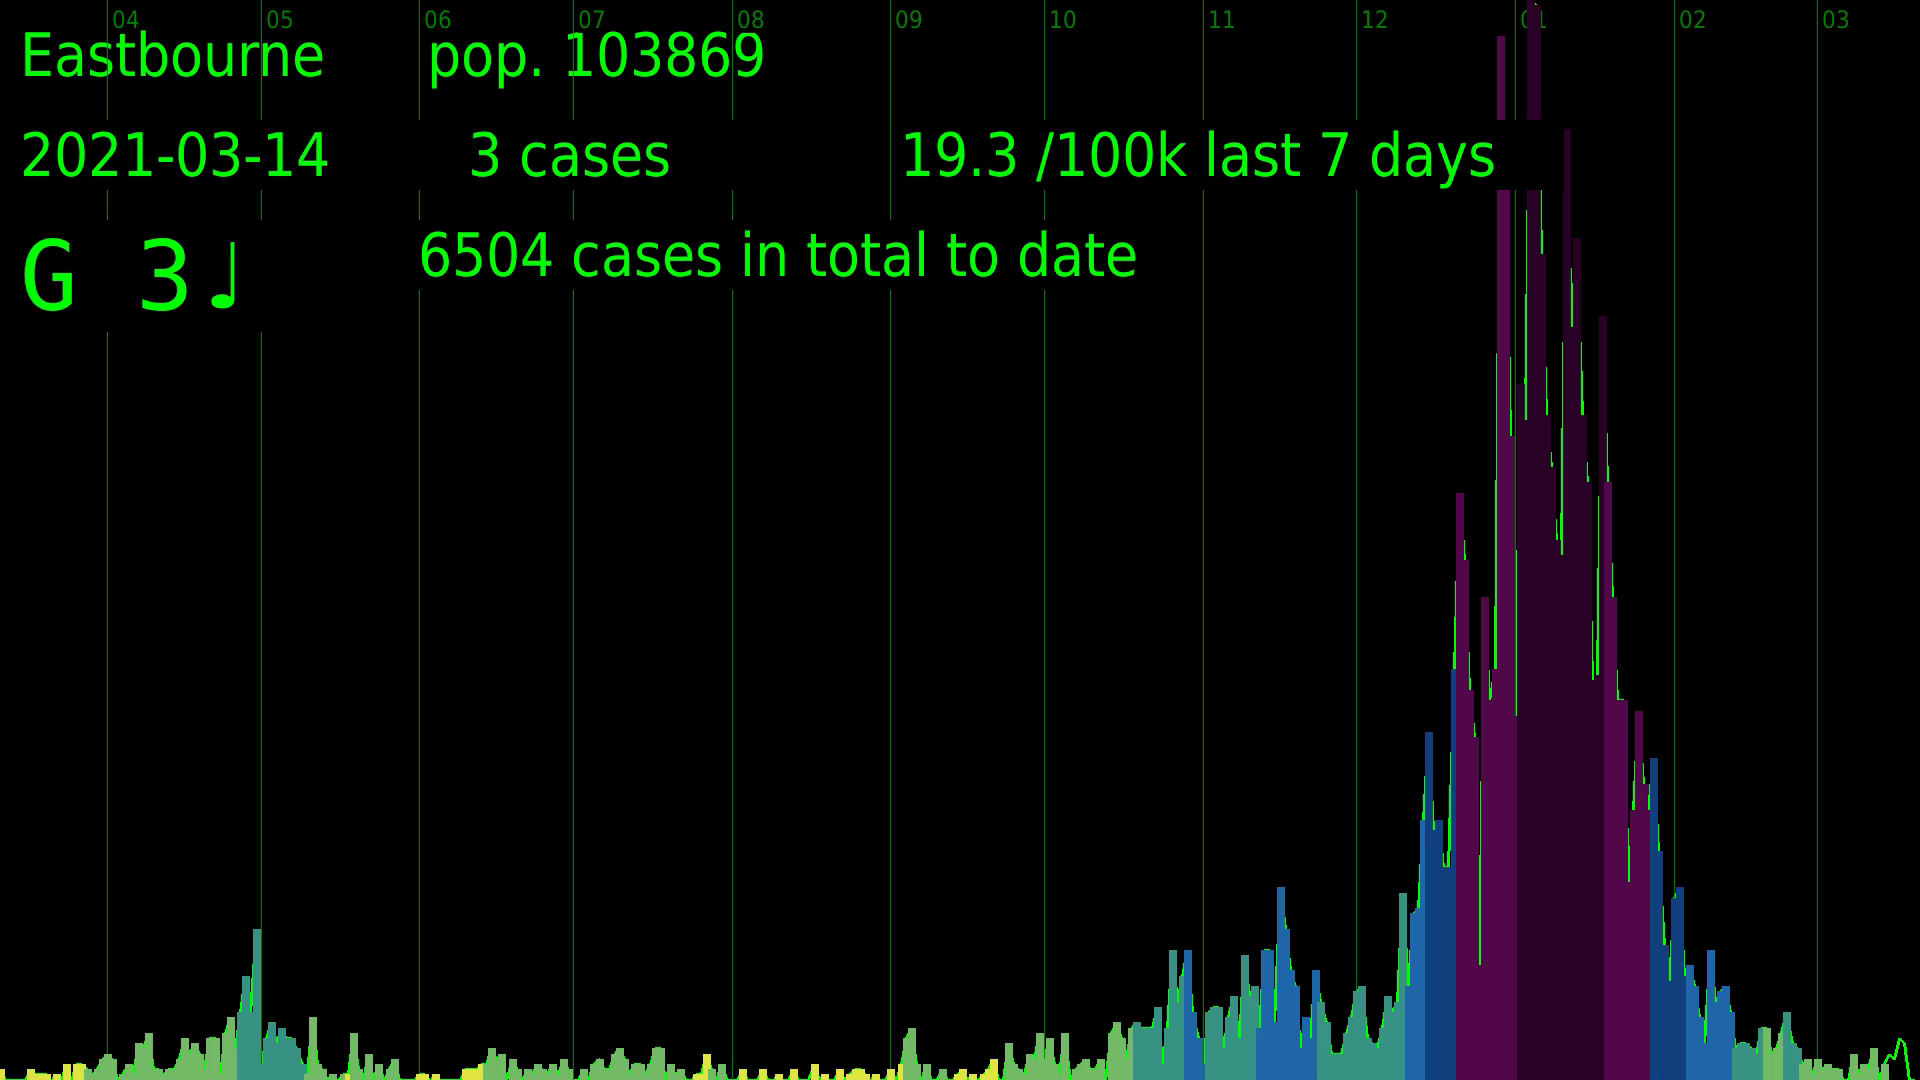 04 05 06 07 08 09 10 11 12 01 02 03
Eastbourne pop. 103869
2021-03-14 3 cases 19.3 /100k last 7 days
G 3♩ 6504 cases in total to date